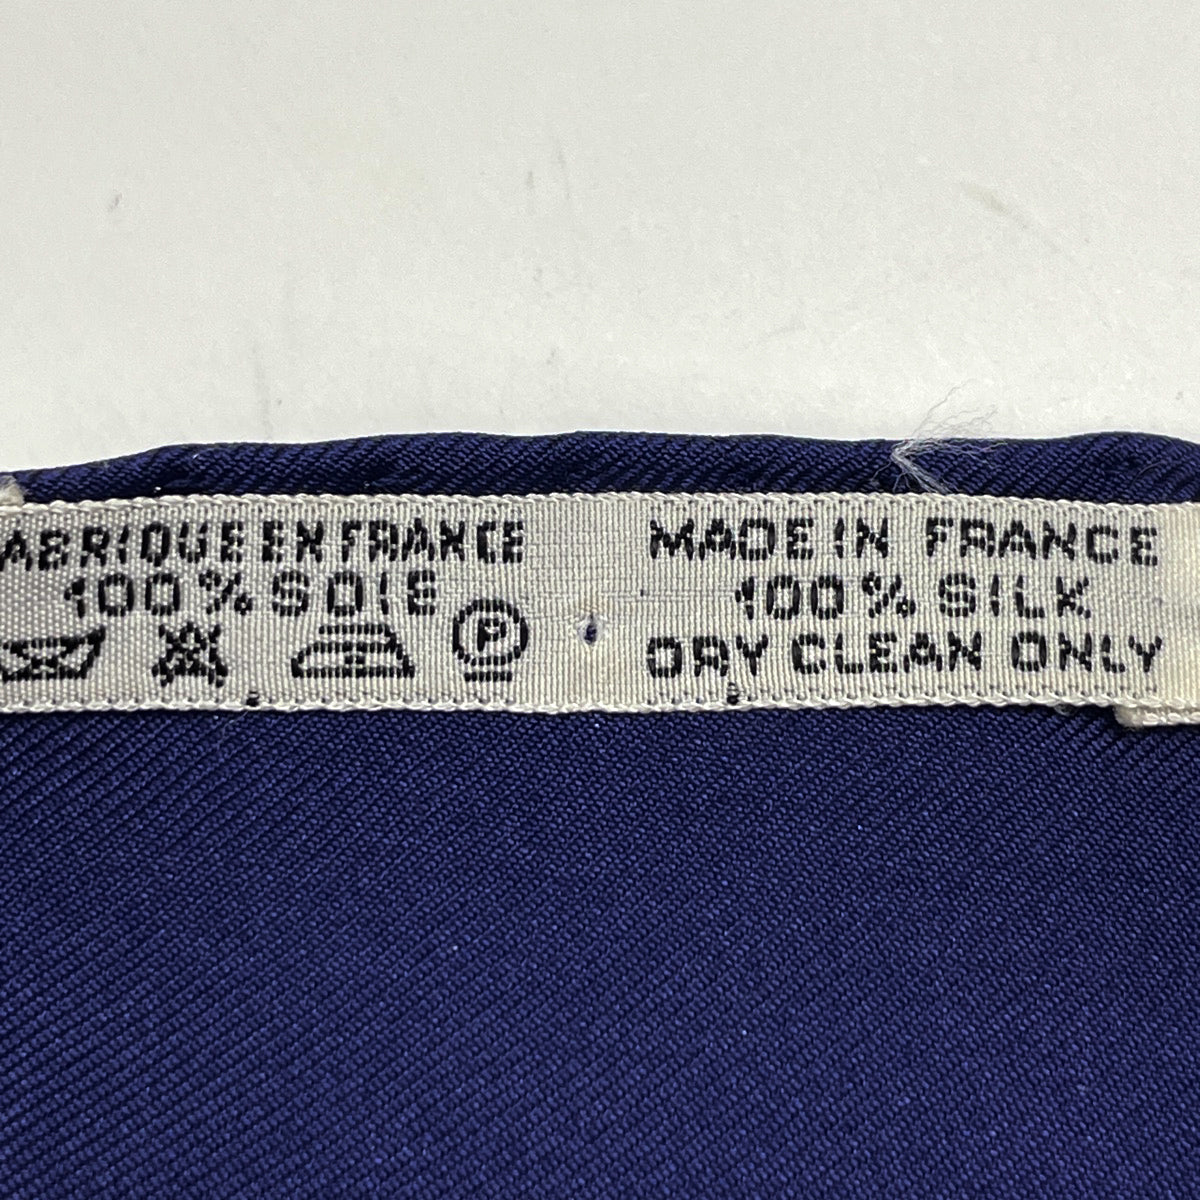 ABRIQUE EN FRANCE
100% SOIE
P
MADE IN FRANCE
100% SILK
DRY CLEAN ONLY